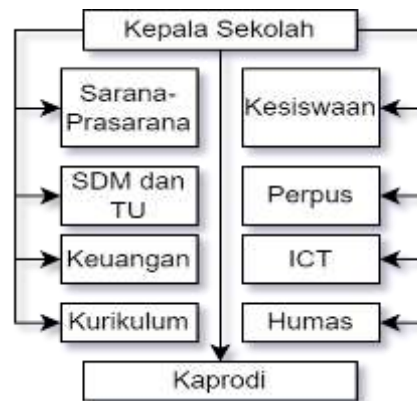 Kepala Sekolah
Sarana-
Prasarana
Kesiswaan
SDM dan
TU
Perpus
Keuangan
ICT
Kurikulum
Humas
Kaprodi